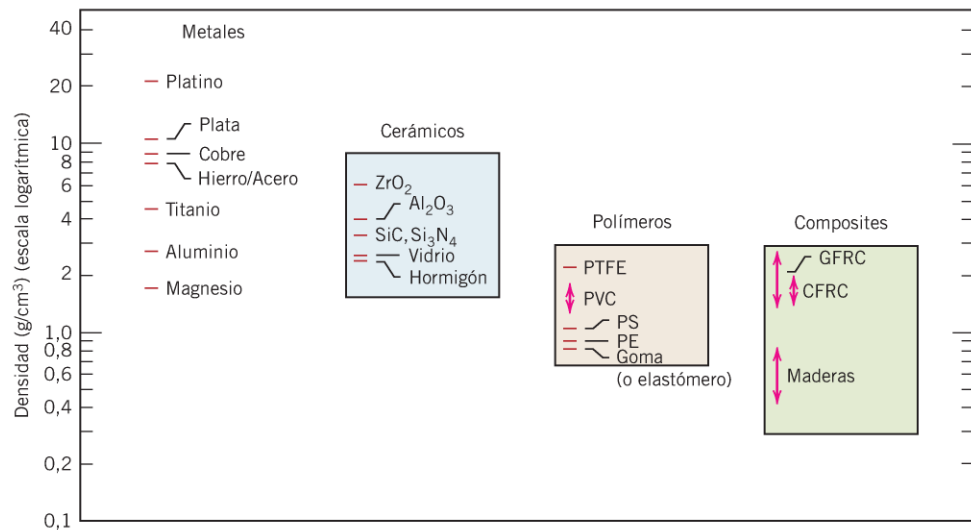 Densidad (g/cm³) (escala logarítmica)
40
20
10
8
6
4
2
1,0
0,8
0,6
0,4
0,2
0,1
Metales
Platino
Plata
Cobre
Hierro/Acero
Titanio
Aluminio
Magnesio
Cerámicos
ZrO₂
Al₂O₃
SiC, Si₃N₄
Vidrio
Hormigón
Polímeros
PTFE
PVC
PS
PE
Goma
(o elastómero)
Composites
GFRC
CFRC
Maderas